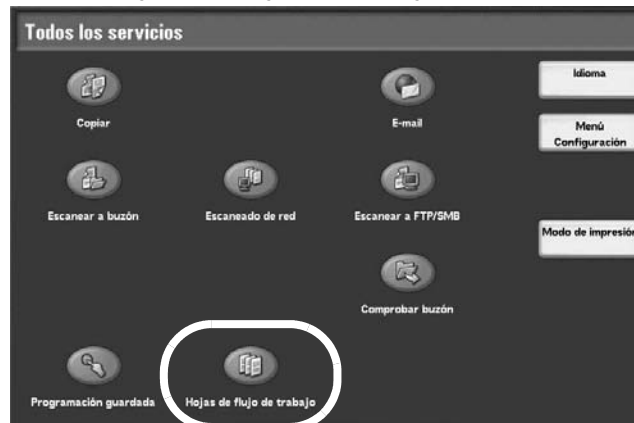 Todos los servicios
Idioma
Copiar
E-mail
Menú
Configuración
Escanear a buzón
Escaneado de red
Escanear a FTP/SMB
Modo de impresión
Comprobar buzón
Programación guardada
Hojas de flujo de trabajo